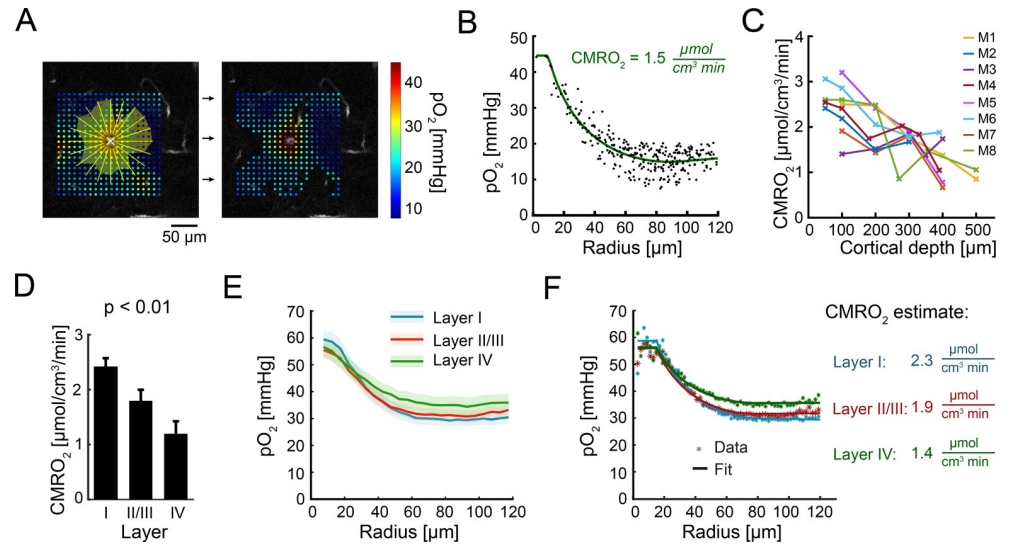 A
40
30
20
10
pO₂ [mmHg]
50 µm
B
CMRO₂ = 1.5 µmol
cm³ min
50
40
30
20
10
0
pO₂ [mmHg]
0 20 40 60 80 100 120
Radius [µm]
C
4
3
2
1
0
CMRO₂ [µmol/cm³/min]
0 100 200 300 400 500
Cortical depth [µm]
M1
M2
M3
M4
M5
M6
M7
M8
D
p < 0.01
3
2
1
0
CMRO₂ [µmol/cm³/min]
I II/III IV
Layer
E
70
60
50
40
30
20
10
0
pO₂ [mmHg]
Layer I
Layer II/III
Layer IV
0 20 40 60 80 100 120
Radius [µm]
F
70
60
50
40
30
20
10
0
pO₂ [mmHg]
Data
Fit
0 20 40 60 80 100 120
Radius [µm]
CMRO₂ estimate:
Layer I: 2.3 µmol
cm³ min
Layer II/III: 1.9 µmol
cm³ min
Layer IV: 1.4 µmol
cm³ min